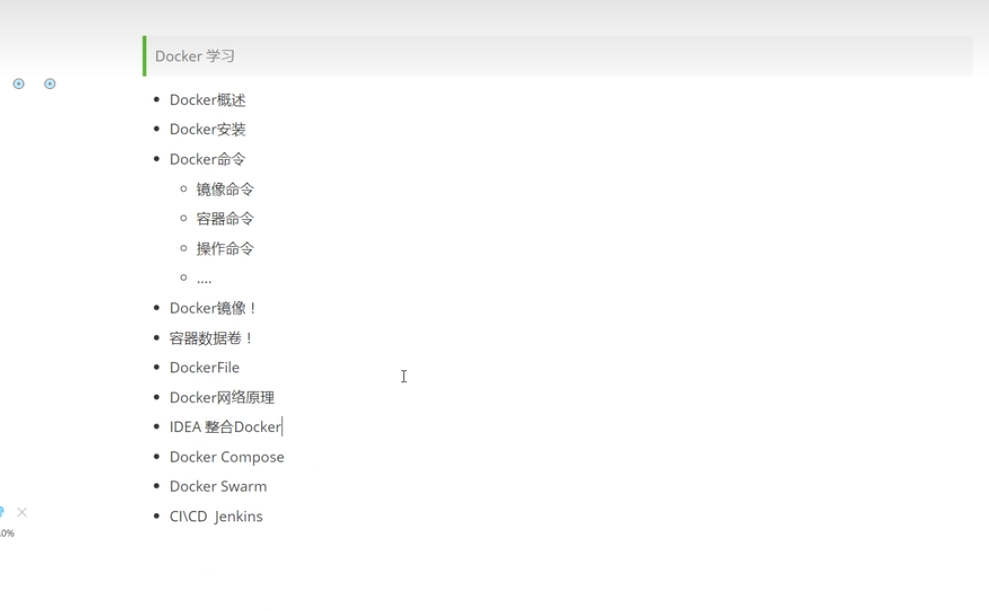 Docker 学习
Docker概述
Docker安装
Docker命令
镜像命令
容器命令
操作命令
....
Docker镜像！
容器数据卷！
DockerFile
Docker网络原理
IDEA 整合Docker
Docker Compose
Docker Swarm
CI\CD Jenkins
.0%